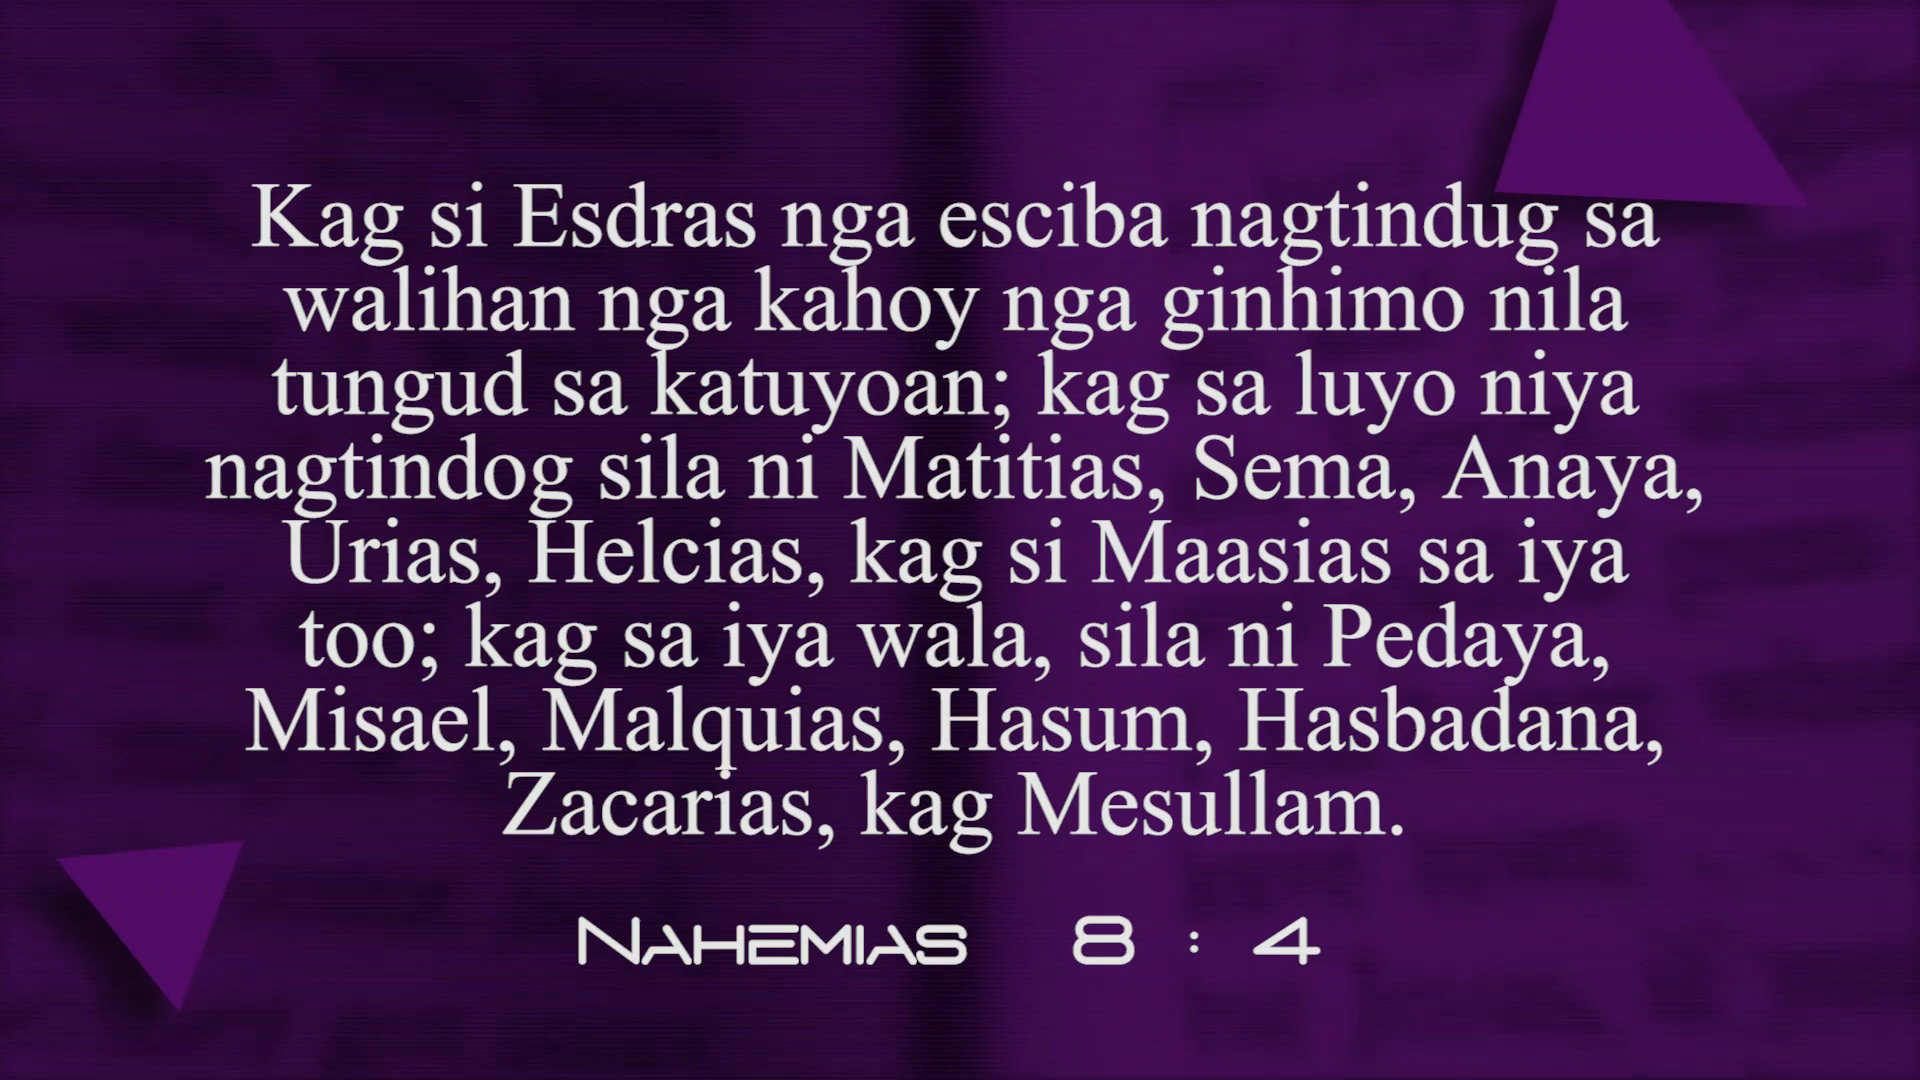 Kag si Esdras nga esciba nagtindug sa
walihan nga kahoy nga ginhimo nila
tungud sa katuyoan; kag sa luyo niya
nagtindog sila ni Matitias, Sema, Anaya,
Urias, Helcias, kag si Maasias sa iya
too; kag sa iya wala, sila ni Pedaya,
Misael, Malquias, Hasum, Hasbadana,
Zacarias, kag Mesullam.
Nahemias 8 : 4